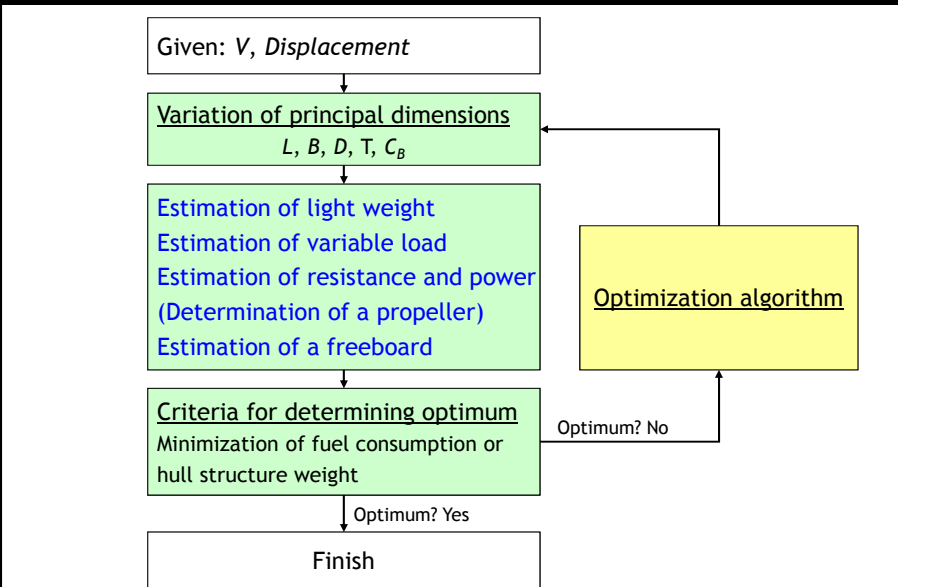 Given: V, Displacement
Variation of principal dimensions
L, B, D, T, C_B
Estimation of light weight
Estimation of variable load
Estimation of resistance and power
(Determination of a propeller)
Estimation of a freeboard
Optimization algorithm
Criteria for determining optimum
Minimization of fuel consumption or
hull structure weight
Optimum? No
Optimum? Yes
Finish